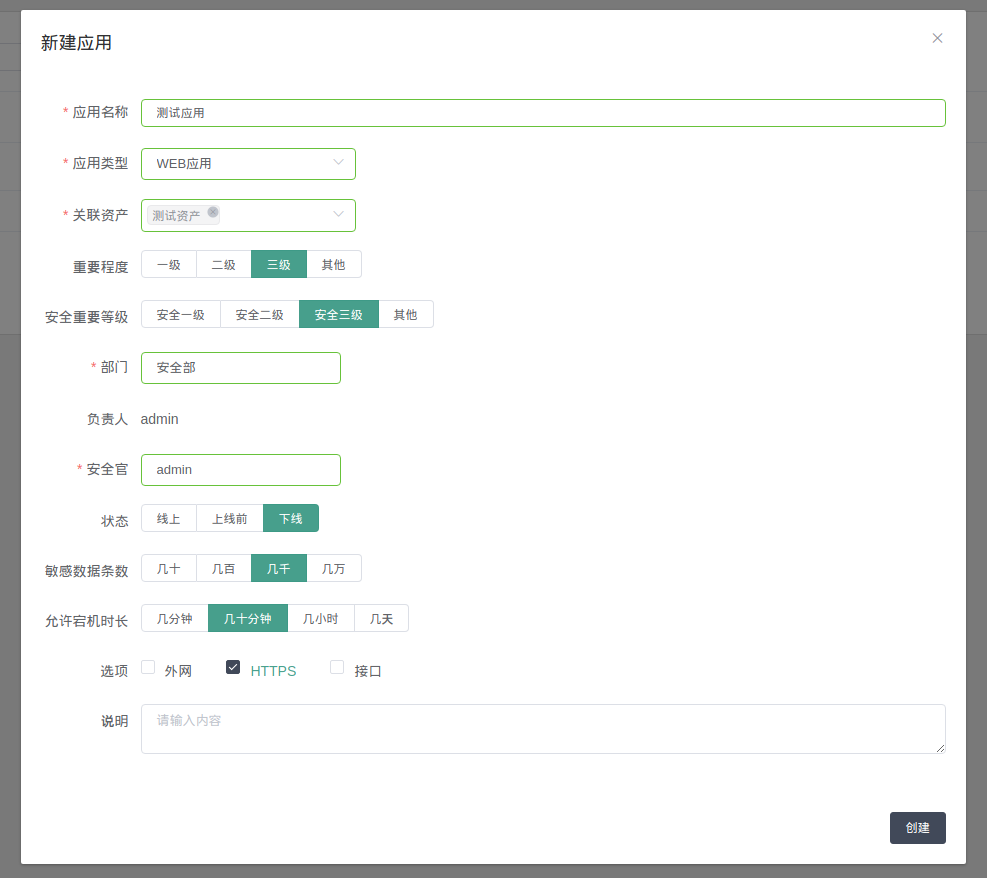 新建应用
* 应用名称 测试应用
* 应用类型 WEB应用
* 关联资产 测试资产
重要程度 一级 二级 三级 其他
安全重要等级 安全一级 安全二级 安全三级 其他
* 部门 安全部
负责人 admin
* 安全官 admin
状态 线上 上线前 下线
敏感数据条数 几十 几百 几千 几万
允许宕机时长 几分钟 几十分钟 几小时 几天
选项 外网 HTTPS 接口
说明 请输入内容
创建